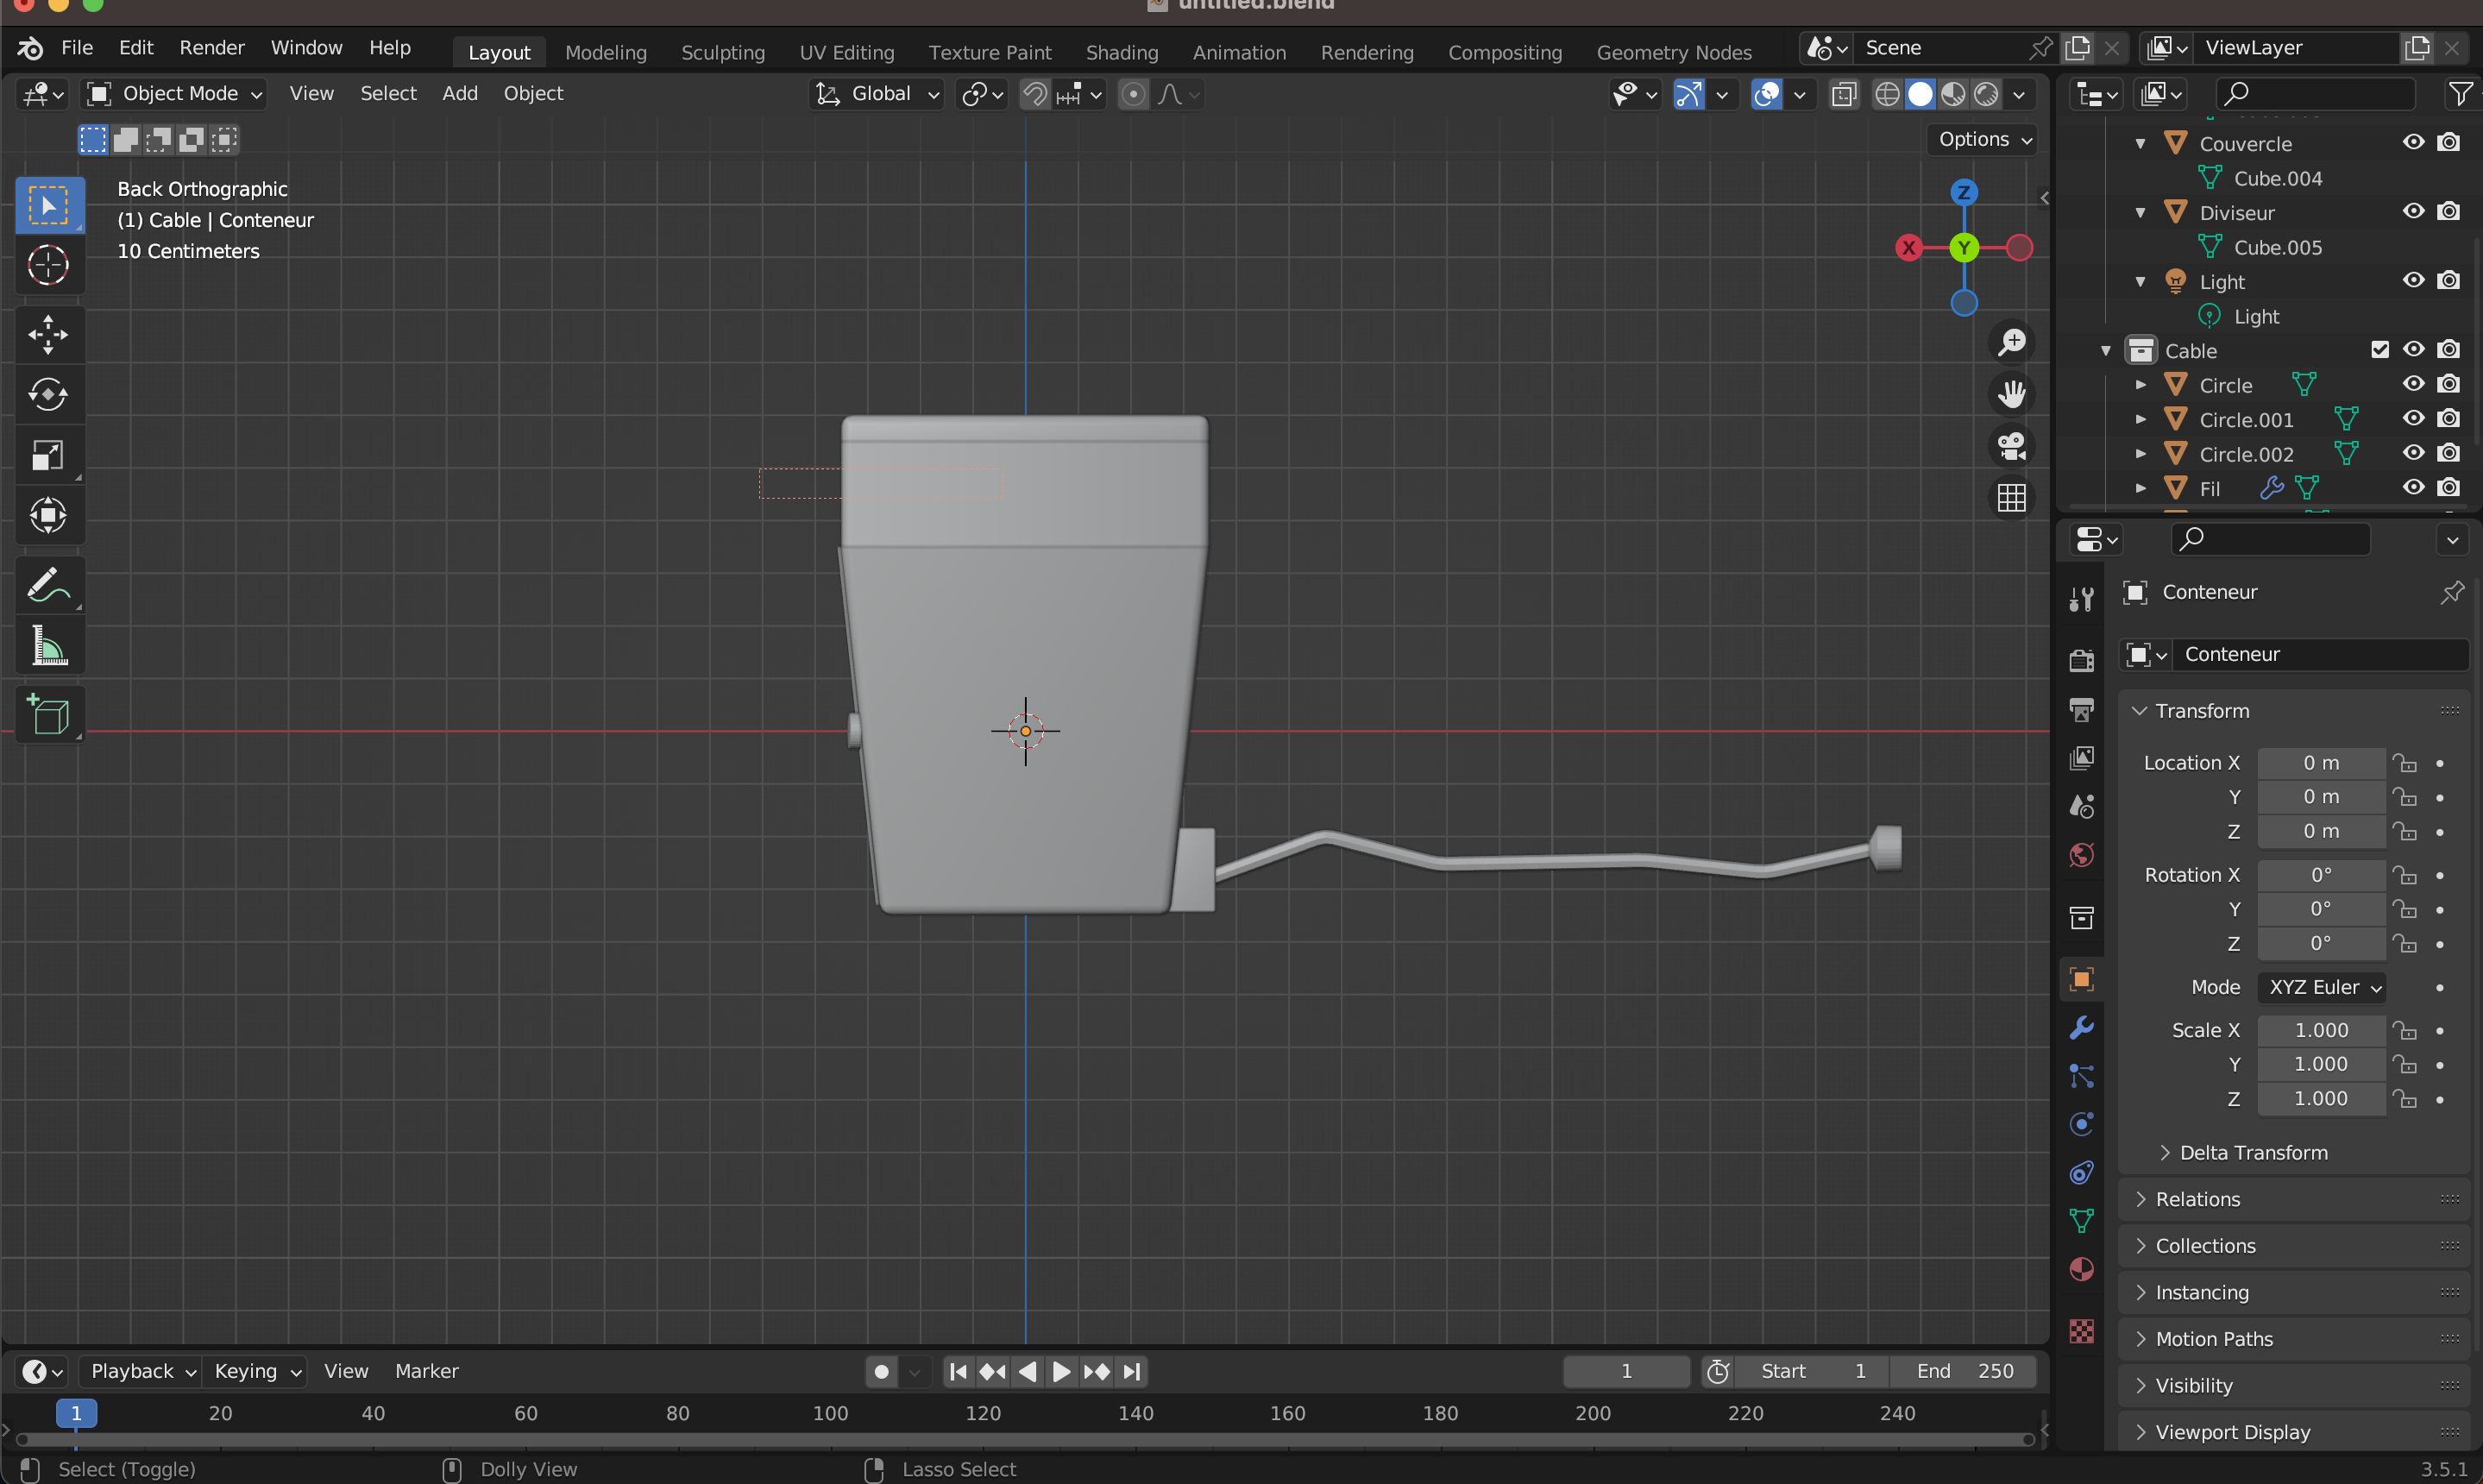 untitled.blend
File Edit Render Window Help Layout Modeling Sculpting UV Editing Texture Paint Shading Animation Rendering Compositing Geometry Nodes Scene ViewLayer
Object Mode View Select Add Object Global
Options
Back Orthographic
(1) Cable | Conteneur
10 Centimeters
Z
X
Y
Couvercle
Cube.004
Diviseur
Cube.005
Light
Light
Cable
Circle
Circle.001
Circle.002
Fil
Conteneur
Conteneur
Transform
Location X 0 m
Y 0 m
Z 0 m
Rotation X 0°
Y 0°
Z 0°
Mode XYZ Euler
Scale X 1.000
Y 1.000
Z 1.000
Delta Transform
Relations
Collections
Instancing
Motion Paths
Visibility
Viewport Display
Playback Keying View Marker 1 Start 1 End 250
1 20 40 60 80 100 120 140 160 180 200 220 240
Select (Toggle) Dolly View Lasso Select 3.5.1